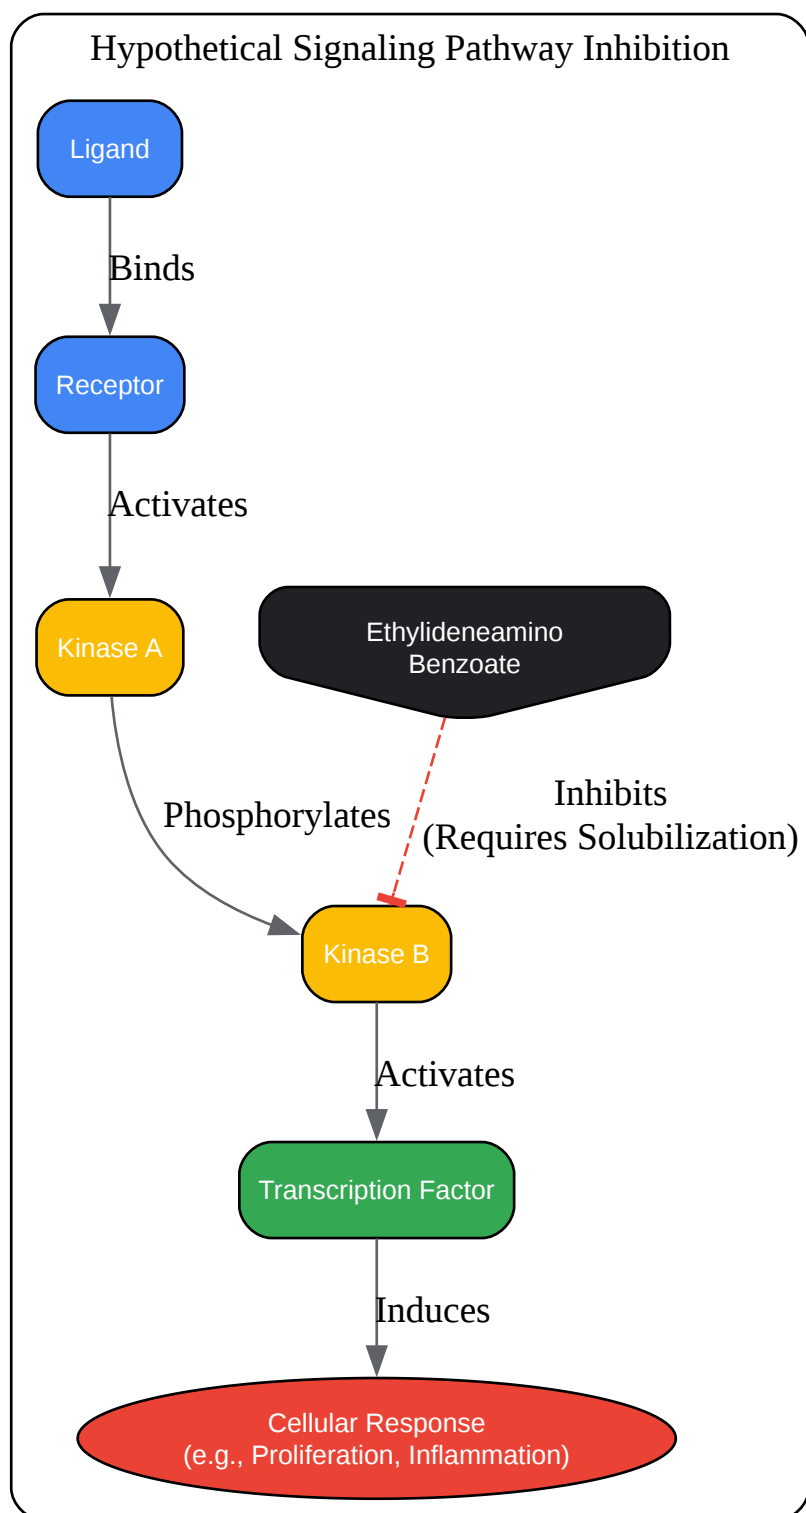 Hypothetical Signaling Pathway Inhibition
Ligand
Binds
Receptor
Activates
Kinase A
Ethylideneamino
Benzoate
Phosphorylates
Inhibits
(Requires Solubilization)
Kinase B
Activates
Transcription Factor
Induces
Cellular Response
(e.g., Proliferation, Inflammation)